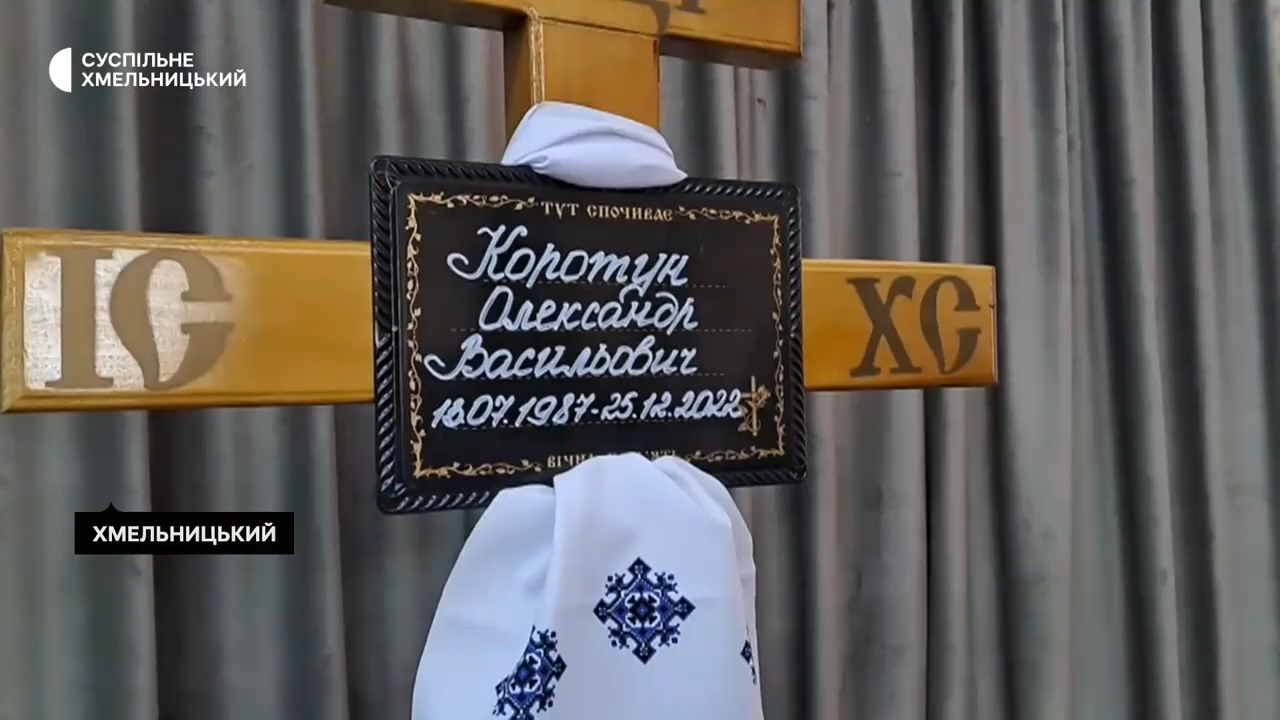 СУСПІЛЬНЕ
ХМЕЛЬНИЦЬКИЙ
ТУТ СПОЧИВАЄ
ІС
ХС
Коротун
Олександр
Васильович
18.07.1987-25.12.2022
ХМЕЛЬНИЦЬКИЙ